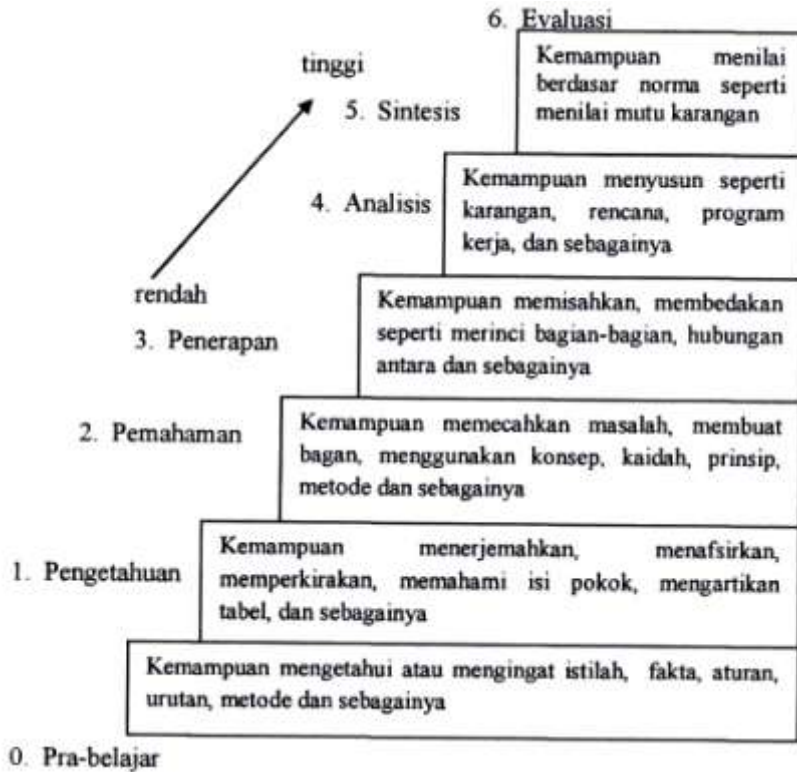 6. Evaluasi
Kemampuan menilai
berdasar norma seperti
menilai mutu karangan
tinggi
5. Sintesis
Kemampuan menyusun seperti
karangan, rencana, program
kerja, dan sebagainya
4. Analisis
rendah
Kemampuan memisahkan, membedakan
seperti merinci bagian-bagian, hubungan
antara dan sebagainya
3. Penerapan
Kemampuan memecahkan masalah, membuat
bagan, menggunakan konsep, kaidah, prinsip,
metode dan sebagainya
2. Pemahaman
Kemampuan menerjemahkan, menafsirkan,
memperkirakan, memahami isi pokok, mengartikan
tabel, dan sebagainya
1. Pengetahuan
Kemampuan mengetahui atau mengingat istilah, fakta, aturan,
urutan, metode dan sebagainya
0. Pra-belajar